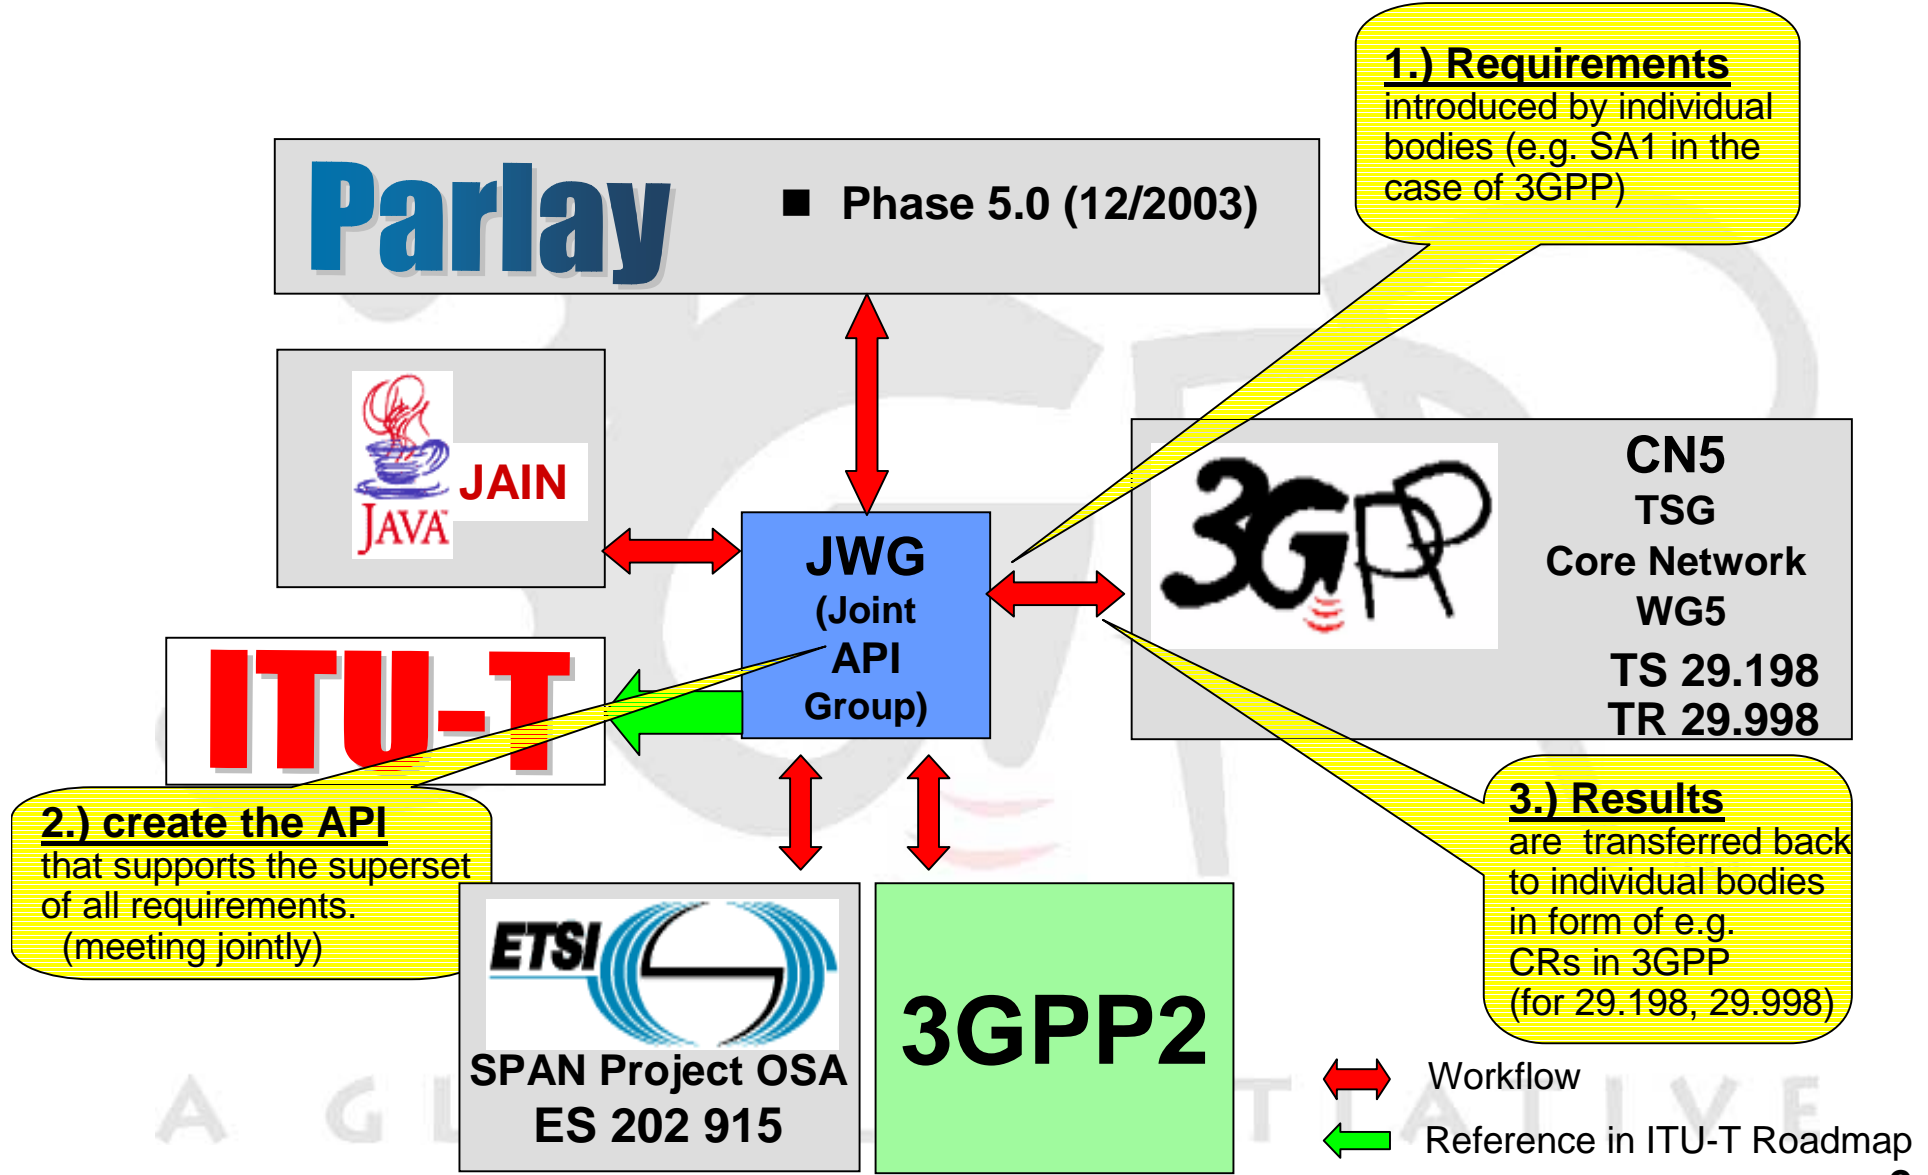 1.) Requirements
introduced by individual
bodies (e.g. SA1 in the
case of 3GPP)
Parlay
■ Phase 5.0 (12/2003)
JAIN
JAVA
JWG
(Joint
API
Group)
3GPP
CN5
TSG
Core Network
WG5
TS 29.198
TR 29.998
ITU-T
2.) create the API
that supports the superset
of all requirements.
(meeting jointly)
3.) Results
are transferred back
to individual bodies
in form of e.g.
CRs in 3GPP
(for 29.198, 29.998)
ETSI
SPAN Project OSA
ES 202 915
3GPP2
Workflow
Reference in ITU-T Roadmap